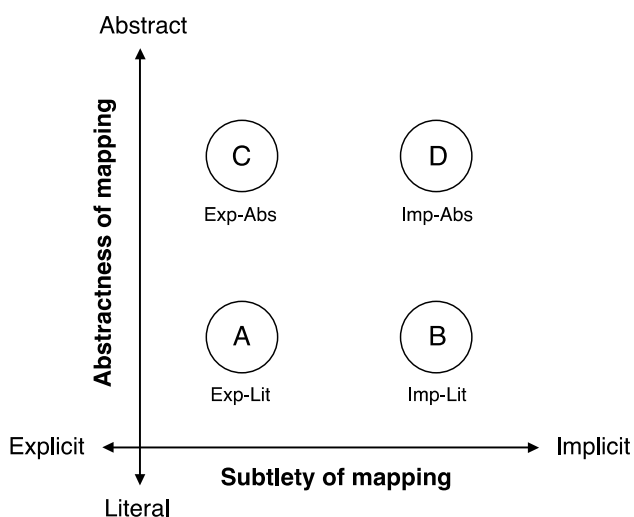 Abstract
Abstractness of mapping
C
D
Exp-Abs
Imp-Abs
A
B
Exp-Lit
Imp-Lit
Explicit
Implicit
Subtlety of mapping
Literal